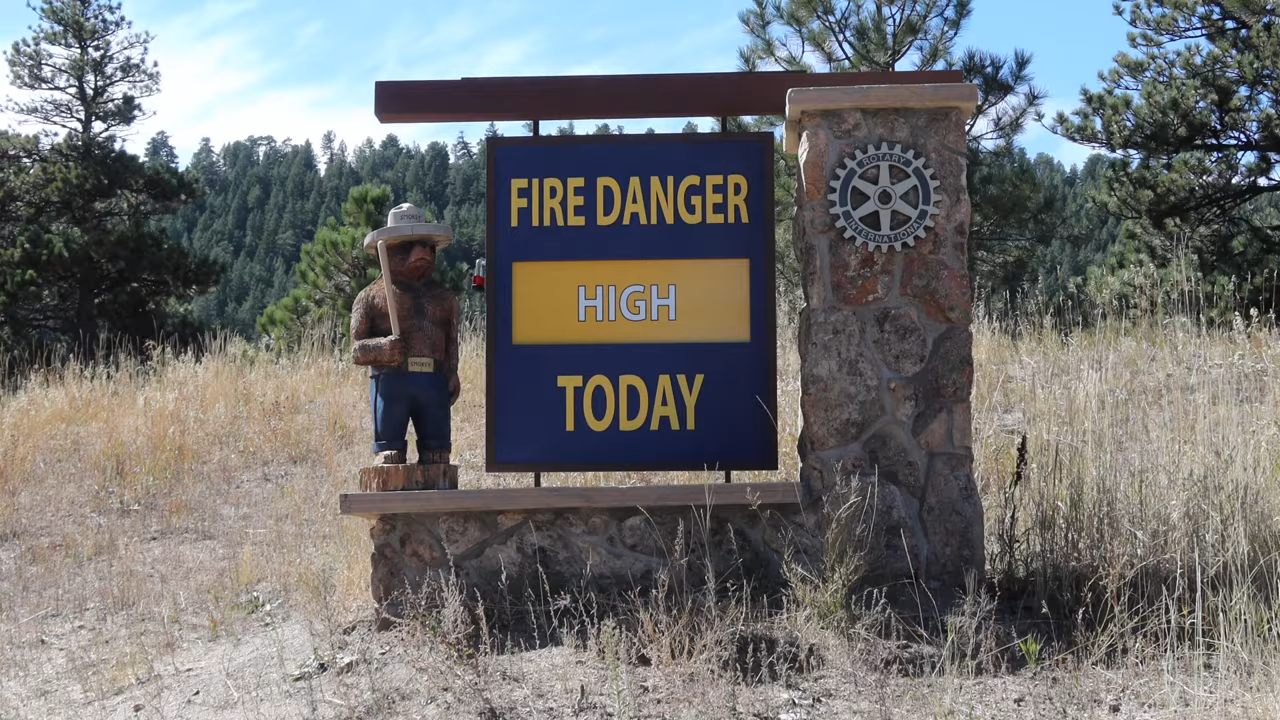 SMOKEY
SMOKEY
FIRE DANGER
HIGH
TODAY
ROTARY
INTERNATIONAL